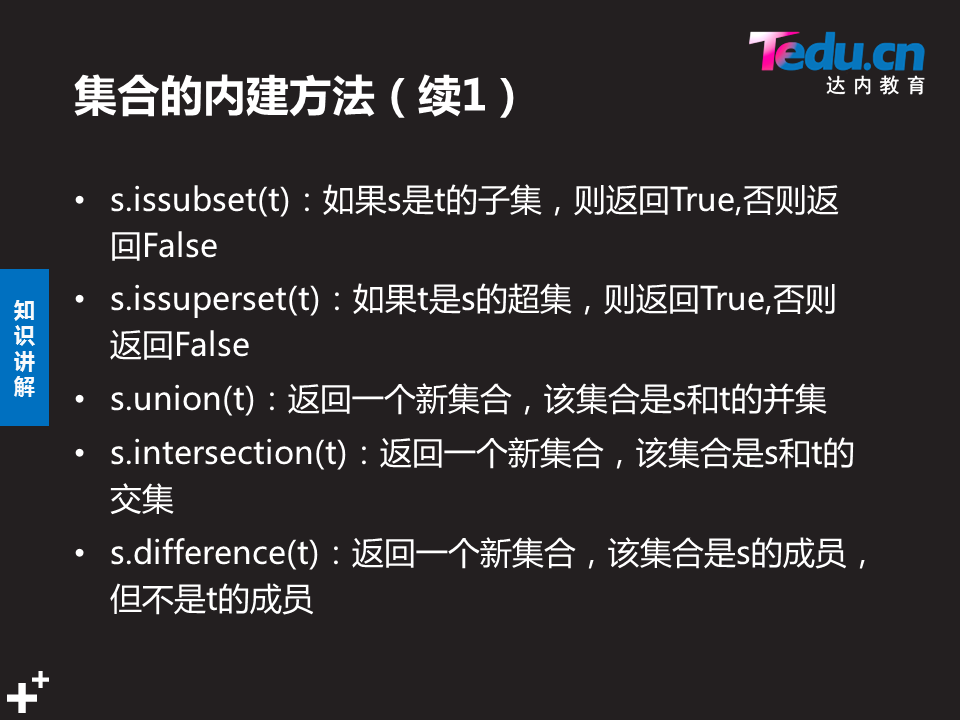 Tedu.cn
达内教育
集合的内建方法（续1）
• s.issubset(t)：如果s是t的子集，则返回True,否则返
回False
• s.issuperset(t)：如果t是s的超集，则返回True,否则
返回False
• s.union(t)：返回一个新集合，该集合是s和t的并集
• s.intersection(t)：返回一个新集合，该集合是s和t的
交集
• s.difference(t)：返回一个新集合，该集合是s的成员，
但不是t的成员
知
识
讲
解